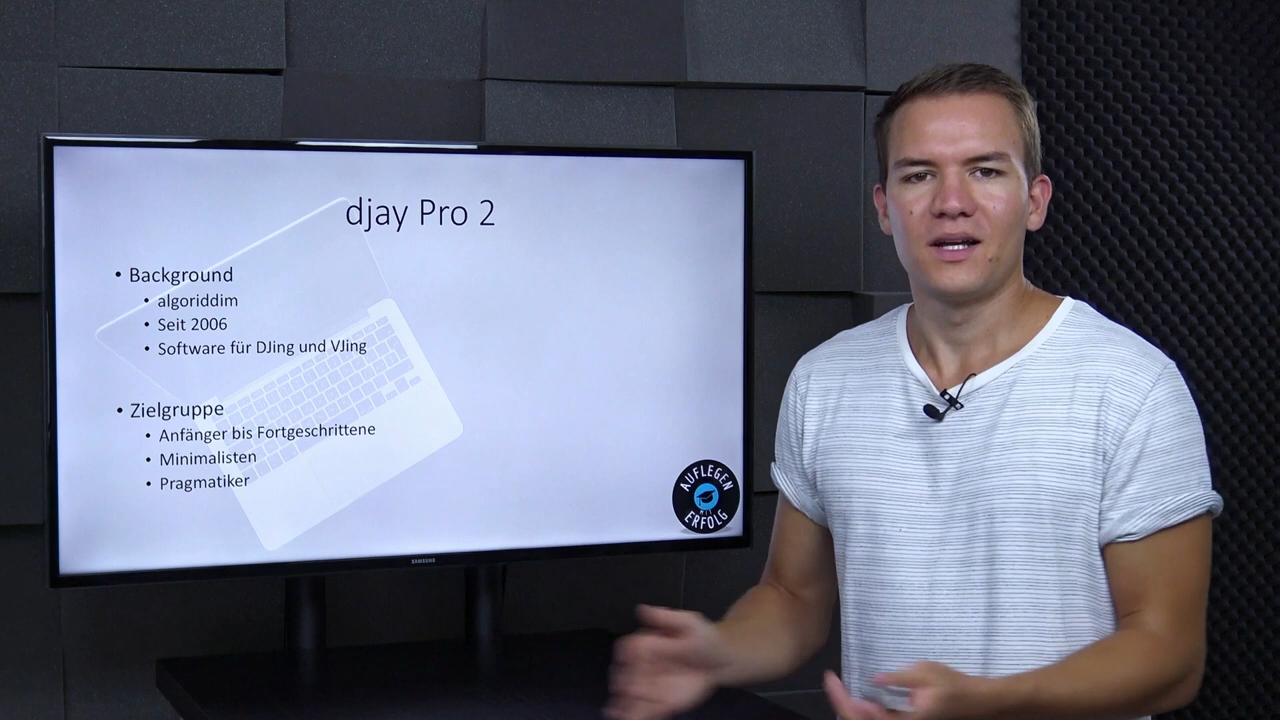 djay Pro 2
• Background
• algoriddim
• Seit 2006
• Software für DJing und VJing
• Zielgruppe
• Anfänger bis Fortgeschrittene
• Minimalisten
• Pragmatiker
AUFLEGEN
MIT
ERFOLG
SAMSUNG